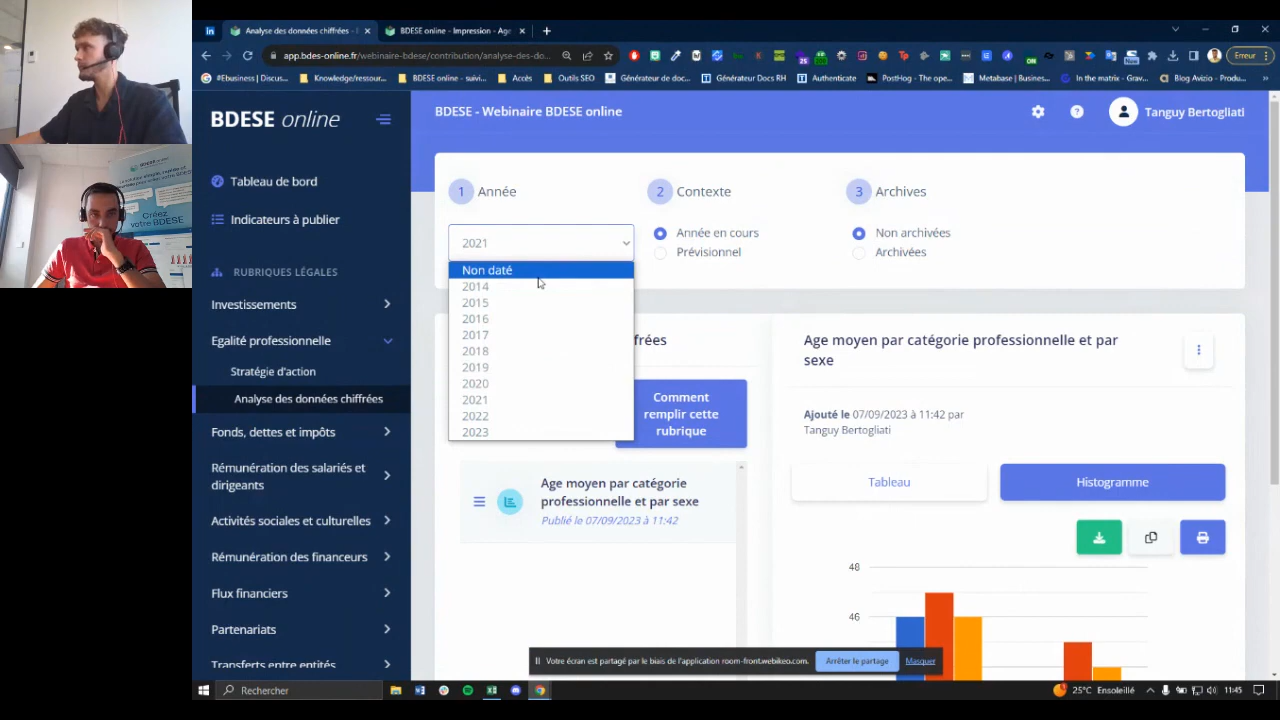 Analyse des données chiffrées -
BDESE Online - Impression - Age
app.bdes-online.fr/webinaire-bdese/contribution/analyse-des-do...
Erreur
#Ebusiness | Discus...
Knowledge/ressour...
BDESE online - suivi...
Accès
Outils SEO
Générateur de doc...
Générateur Docs RH
Authenticate
PostHog - The ope...
Metabase | Busines...
In the matrix - Grav...
Blog Avizio - Produ...
BDESE online
BDESE - Webinaire BDESE online
Tanguy Bertogliati
Tableau de bord
Indicateurs à publier
RUBRIQUES LÉGALES
Investissements
Egalité professionnelle
Stratégie d'action
Analyse des données chiffrées
Fonds, dettes et impôts
Rémunération des salariés et
dirigeants
Activités sociales et culturelles
Rémunération des financeurs
Flux financiers
Partenariats
Transferts entre entités
1 Année
2 Contexte
3 Archives
2021
Année en cours
Prévisionnel
Non archivées
Archivées
Non daté
2014
2015
2016
2017
2018
2019
2020
2021
2022
2023
frées
Comment
remplir cette
rubrique
Age moyen par catégorie
professionnelle et par sexe
Publié le 07/09/2023 à 11:42
Age moyen par catégorie professionnelle et par
sexe
Ajouté le 07/09/2023 à 11:42 par
Tanguy Bertogliati
Tableau
Histogramme
48
46
Votre écran est partagé par le biais de l'application room-front.webikeo.com.
Arrêter le partage
Masquer
Rechercher
25°C Ensoleillé
11:45
Créez
votre BDESE